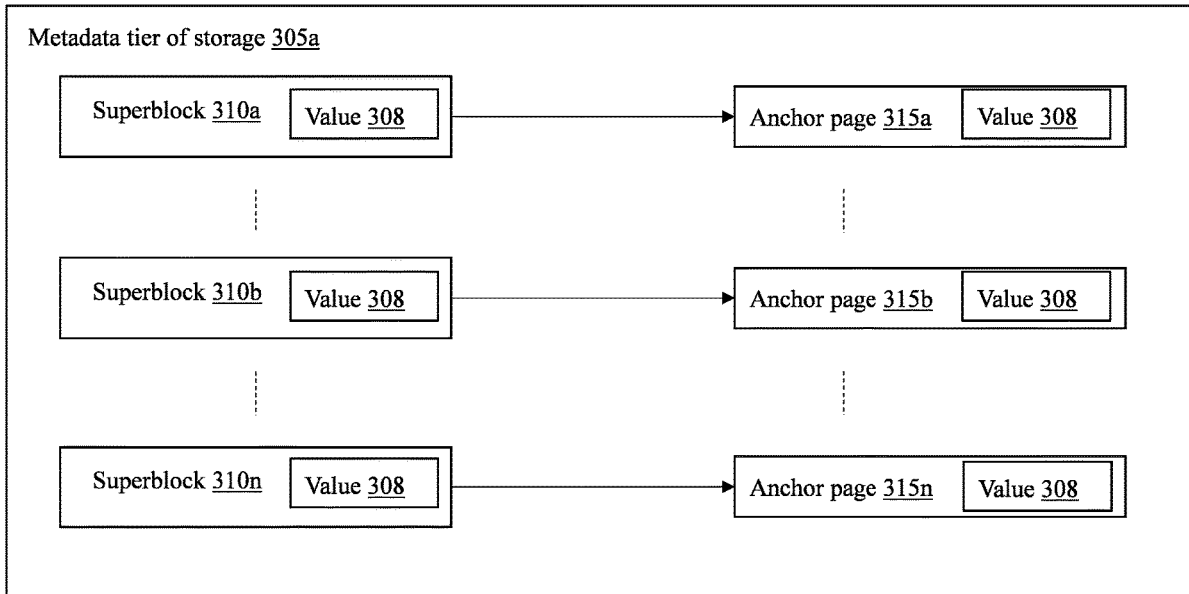 Metadata tier of storage 305a
Superblock 310a Value 308 Anchor page 315a Value 308
Superblock 310b Value 308 Anchor page 315b Value 308
Superblock 310n Value 308 Anchor page 315n Value 308